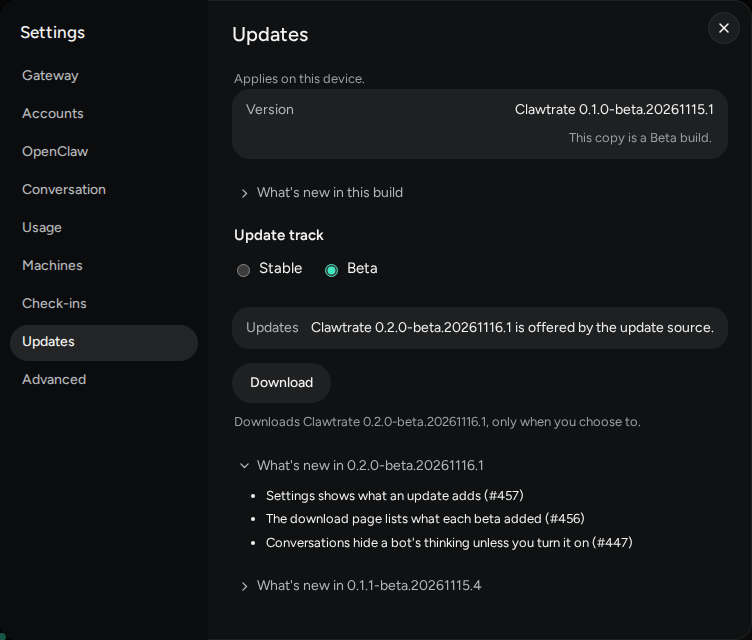 Settings
Gateway
Accounts
OpenClaw
Conversation
Usage
Machines
Check-ins
Updates
Advanced
Updates
Applies on this device.
Version Clawtrate 0.1.0-beta.20261115.1
This copy is a Beta build.
What's new in this build
Update track
Stable Beta
Updates Clawtrate 0.2.0-beta.20261116.1 is offered by the update source.
Download
Downloads Clawtrate 0.2.0-beta.20261116.1, only when you choose to.
What's new in 0.2.0-beta.20261116.1
• Settings shows what an update adds (#457)
• The download page lists what each beta added (#456)
• Conversations hide a bot's thinking unless you turn it on (#447)
What's new in 0.1.1-beta.20261115.4